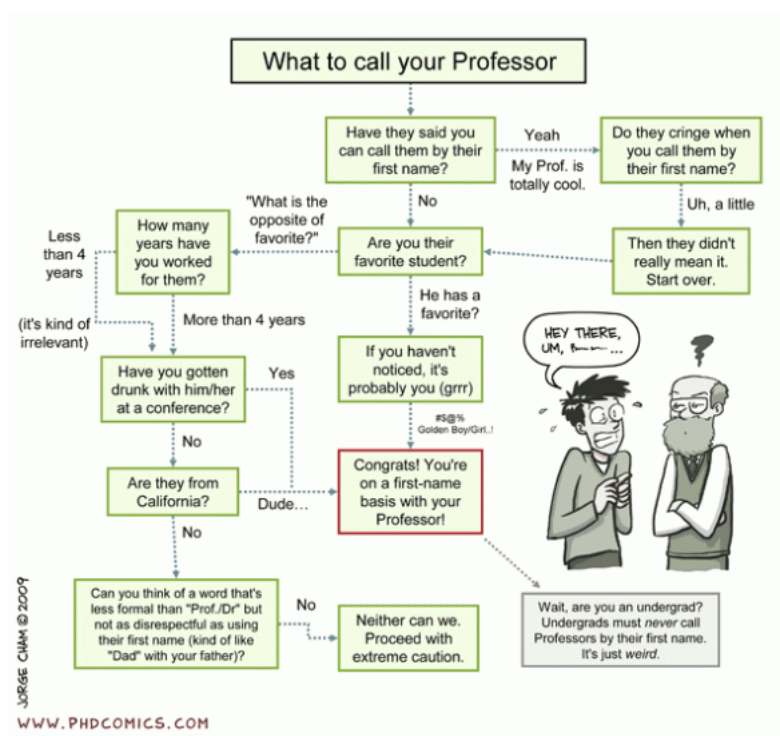 What to call your Professor
Have they said you
can call them by their
first name?
Yeah
My Prof. is
totally cool.
Do they cringe when
you call them by
their first name?
Uh, a little
Then they didn't
really mean it.
Start over.
No
Are you their
favorite student?
"What is the
opposite of
favorite?"
How many
years have
you worked
for them?
Less
than 4
years
(it's kind of
irrelevant)
More than 4 years
He has a
favorite?
If you haven't
noticed, it's
probably you (grrr)
#$@%
Golden Boy/Girl..!
Have you gotten
drunk with him/her
at a conference?
Yes
No
Are they from
California?
Dude...
Congrats! You're
on a first-name
basis with your
Professor!
No
Can you think of a word that's
less formal than "Prof./Dr" but
not as disrespectful as using
their first name (kind of like
"Dad" with your father)?
No
Neither can we.
Proceed with
extreme caution.
HEY THERE,
UM, ...
Wait, are you an undergrad?
Undergrads must never call
Professors by their first name.
It's just weird.
JORGE CHAM © 2009
WWW.PHDCOMICS.COM